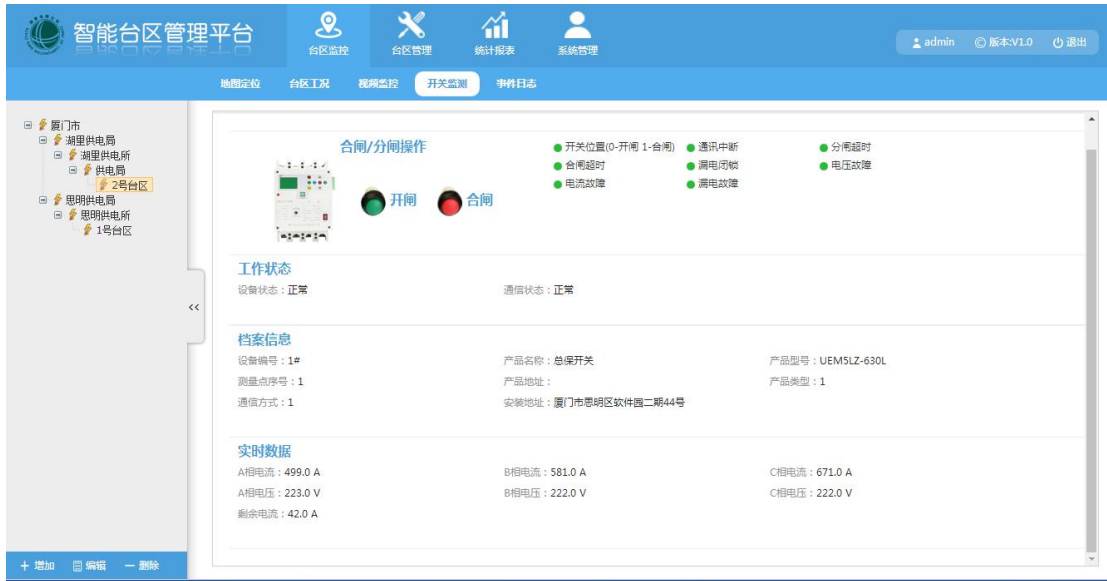 智能台区管理平台
台区监控 台区管理 统计报表 系统管理
admin 版本:V1.0 退出
地图定位 台区工况 视频监控 开关监测 事件日志
厦门市
湖里供电局
湖里供电所
供电局
2号台区
思明供电局
思明供电所
1号台区
合闸/分闸操作
开闸 合闸
开关位置(0-开闸 1-合闸) 通讯中断 分闸超时
合闸超时 漏电闭锁 电压故障
电流故障 漏电故障
<<
工作状态
设备状态：正常 通信状态：正常
档案信息
设备编号：1# 产品名称：总保开关 产品型号：UEM5LZ-630L
测量点序号：1 产品地址： 产品类型：1
通信方式：1 安装地址：厦门市思明区软件园二期44号
实时数据
A相电流：499.0 A B相电流：581.0 A C相电流：671.0 A
A相电压：223.0 V B相电压：222.0 V C相电压：222.0 V
剩余电流：42.0 A
增加 编辑 删除